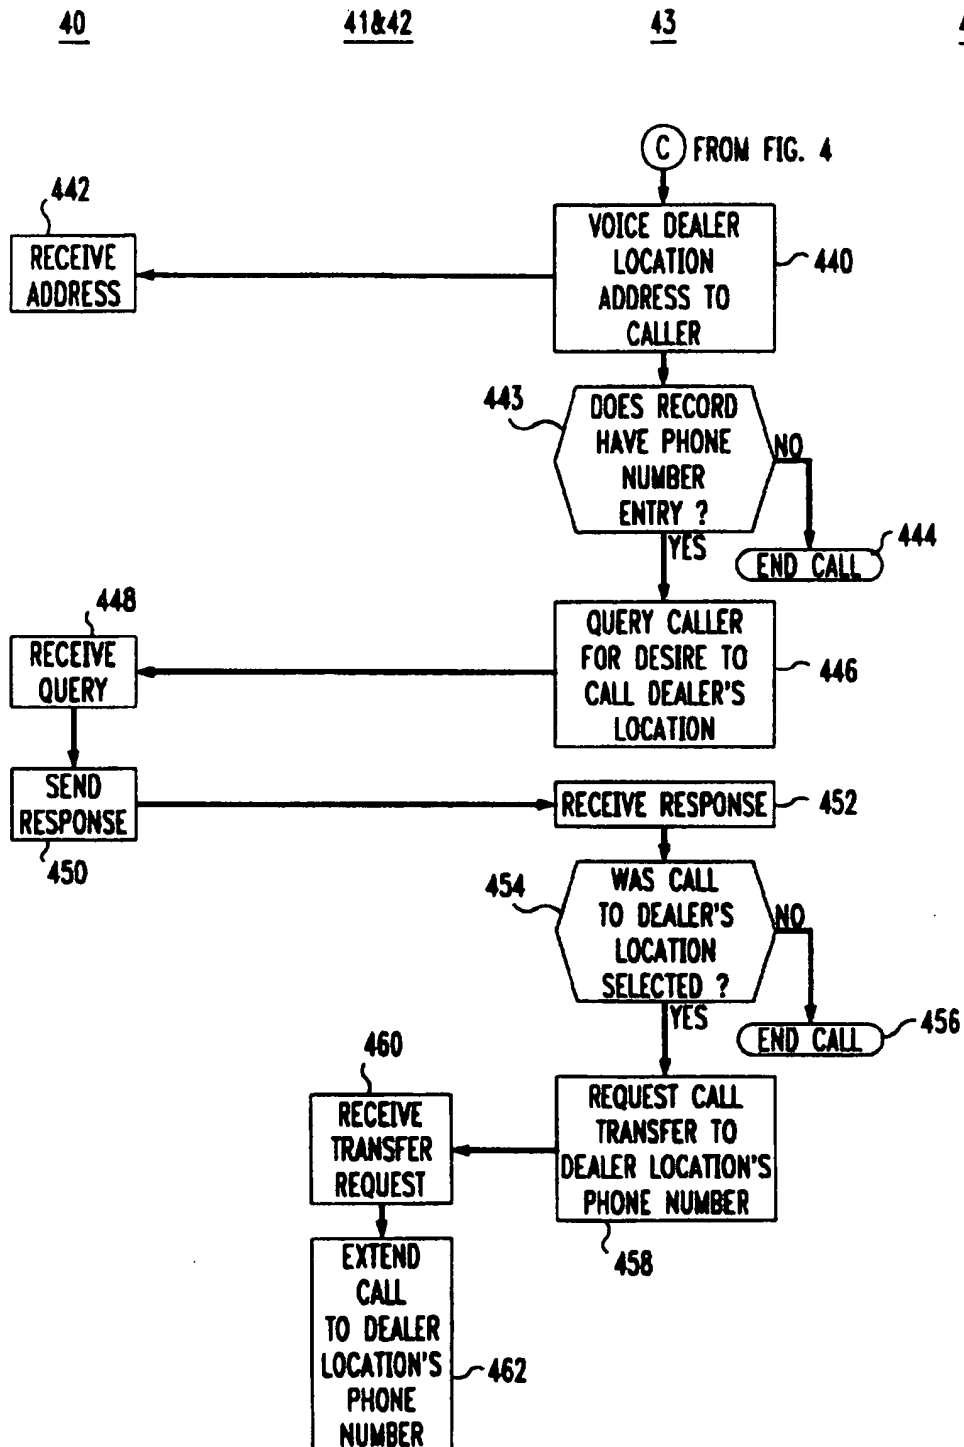 40
41&42
43
C FROM FIG. 4
442
RECEIVE
ADDRESS
VOICE DEALER
LOCATION
ADDRESS TO
CALLER
440
443
DOES RECORD
HAVE PHONE
NUMBER
ENTRY ?
NO
YES
444
END CALL
448
RECEIVE
QUERY
QUERY CALLER
FOR DESIRE TO
CALL DEALER'S
LOCATION
446
SEND
RESPONSE
450
RECEIVE RESPONSE
452
454
WAS CALL
TO DEALER'S
LOCATION
SELECTED ?
NO
YES
456
END CALL
460
RECEIVE
TRANSFER
REQUEST
REQUEST CALL
TRANSFER TO
DEALER LOCATION'S
PHONE NUMBER
458
EXTEND
CALL
TO DEALER
LOCATION'S
PHONE
NUMBER
462